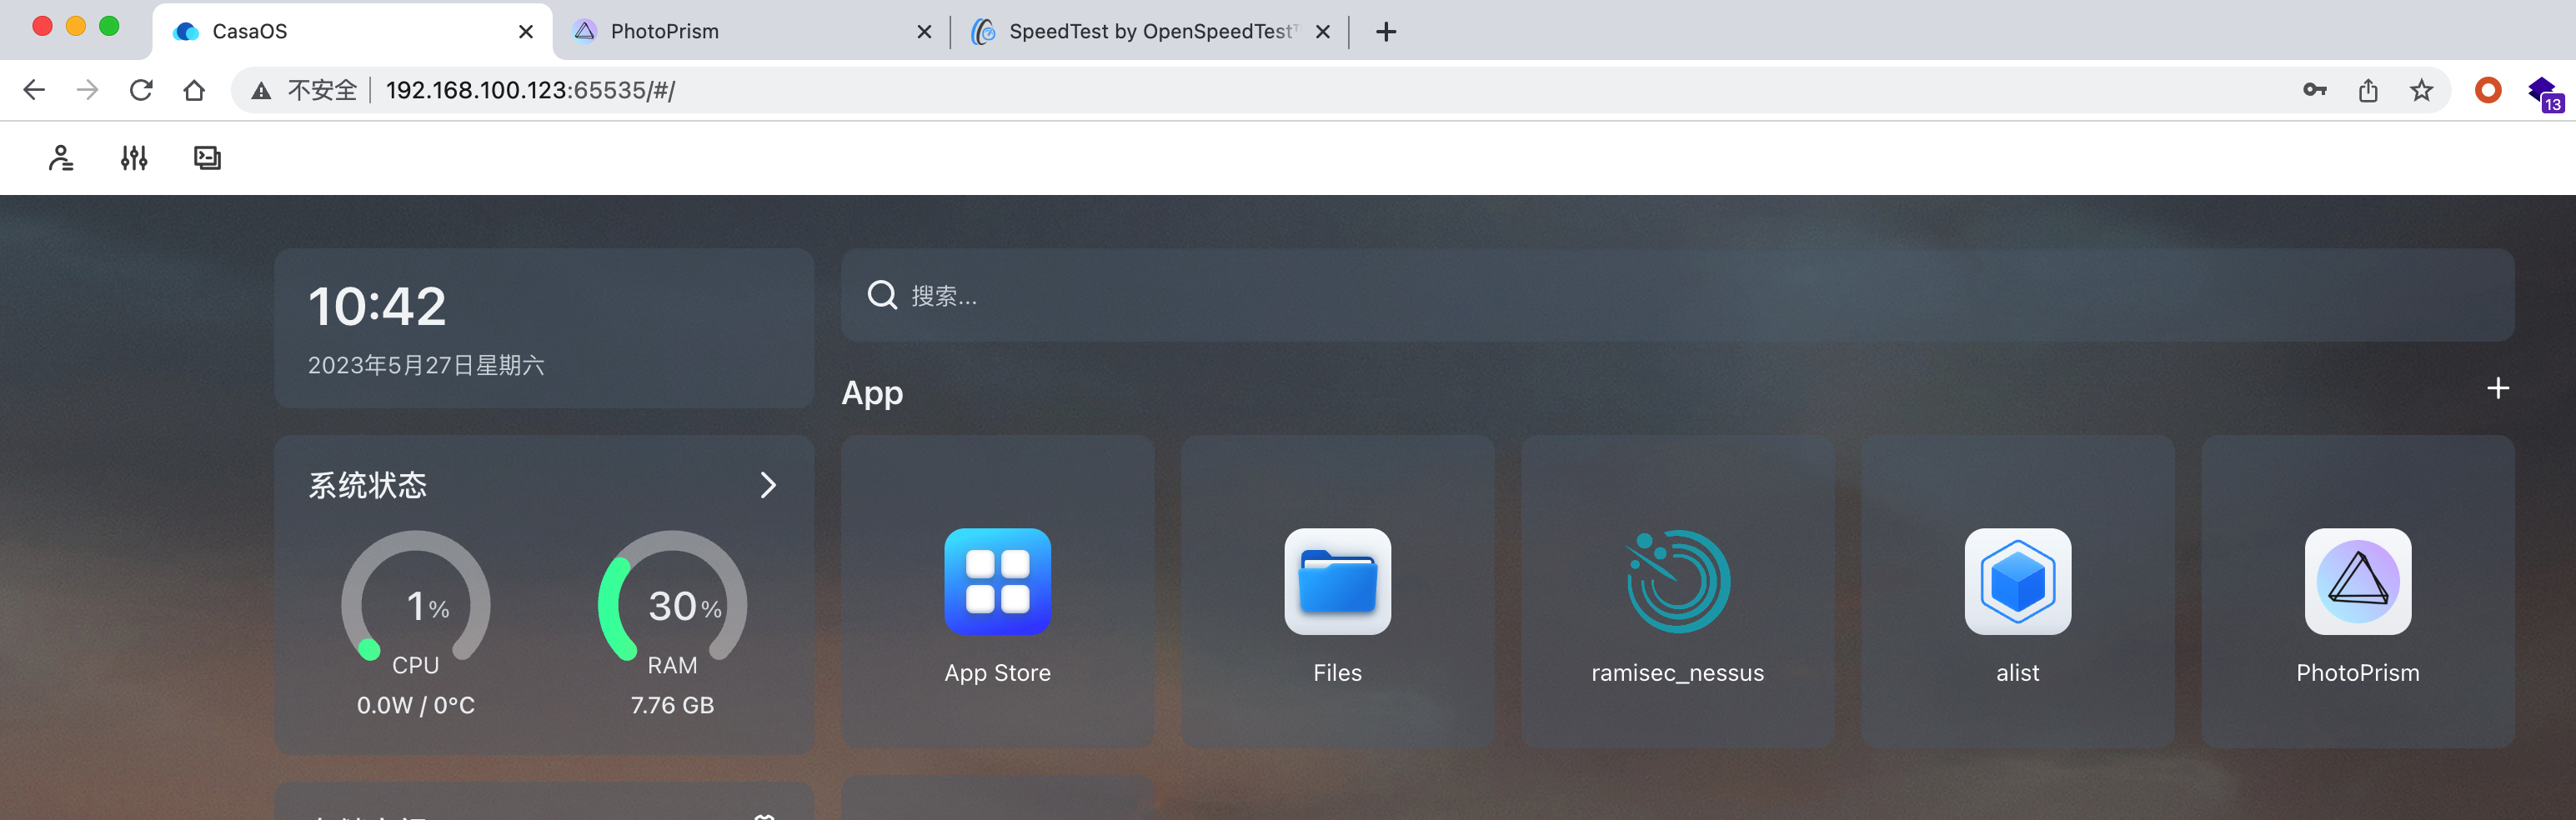 CasaOS
PhotoPrism
SpeedTest by OpenSpeedTest
不安全
192.168.100.123:65535/#/
13
10:42
2023年5月27日星期六
搜索...
App
系统状态
1%
CPU
0.0W / 0°C
30%
RAM
7.76 GB
App Store
Files
ramisec_nessus
alist
PhotoPrism